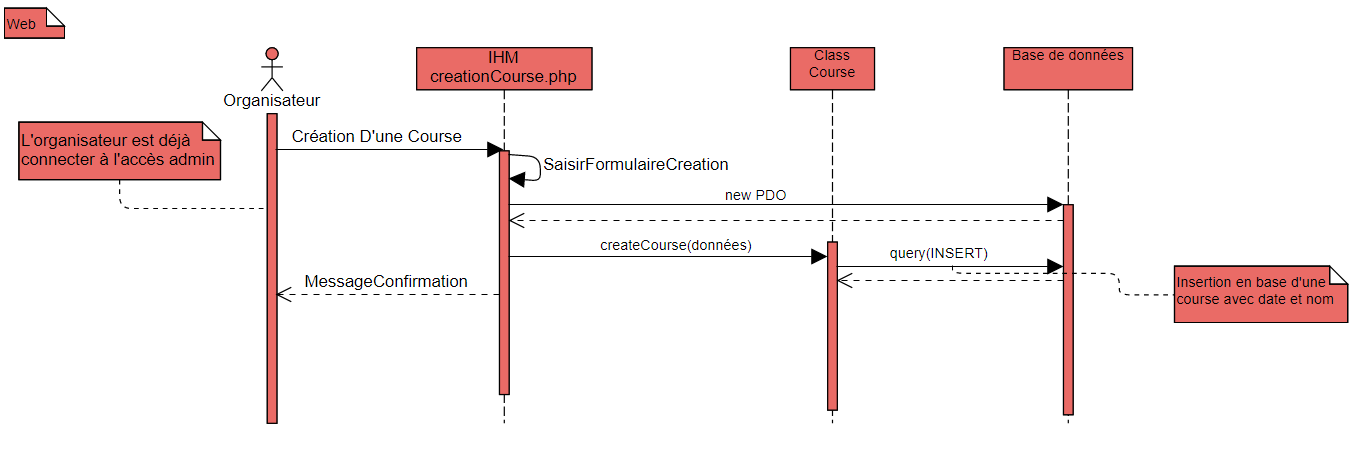 Web
IHM
creationCourse.php
Class
Course
Base de données
Organisateur
L'organisateur est déjà
connecter à l'accès admin
Création D'une Course
SaisirFormulaireCreation
new PDO
createCourse(données)
query(INSERT)
MessageConfirmation
Insertion en base d'une
course avec date et nom